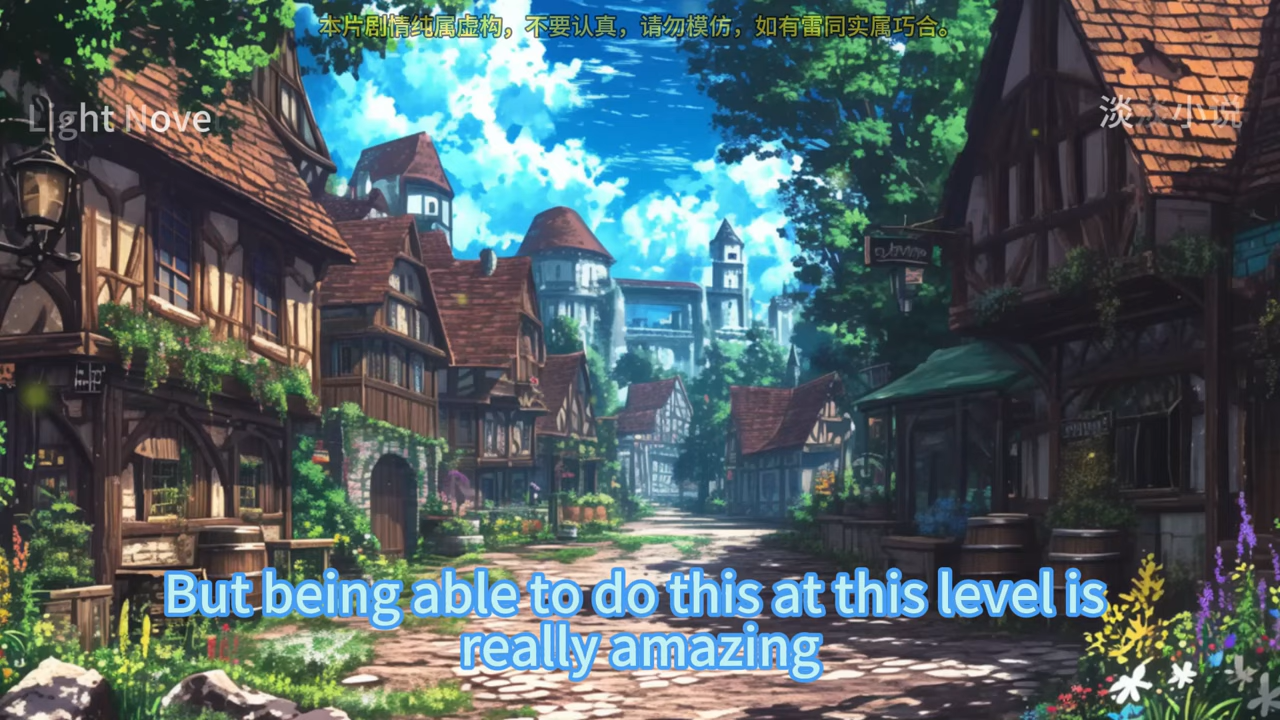 本片剧情纯属虚构，不要认真，请勿模仿，如有雷同实属巧合。
Light Nove
淡淡小说
But being able to do this at this level is
really amazing